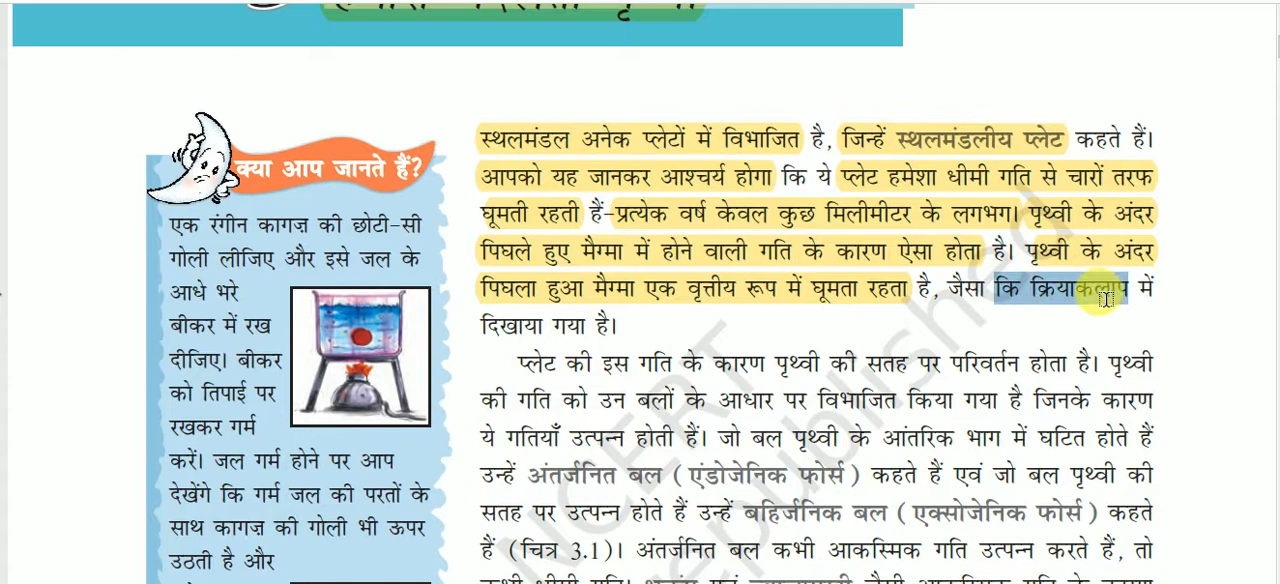 क्या आप जानते हैं?
एक रंगीन कागज़ की छोटी-सी
गोली लीजिए और इसे जल के
आधे भरे
बीकर में रख
दीजिए। बीकर
को तिपाई पर
रखकर गर्म
करें। जल गर्म होने पर आप
देखेंगे कि गर्म जल की परतों के
साथ कागज़ की गोली भी ऊपर
उठती है और
स्थलमंडल अनेक प्लेटों में विभाजित है, जिन्हें स्थलमंडलीय प्लेट कहते हैं।
आपको यह जानकर आश्चर्य होगा कि ये प्लेट हमेशा धीमी गति से चारों तरफ
घूमती रहती हैं-प्रत्येक वर्ष केवल कुछ मिलीमीटर के लगभग। पृथ्वी के अंदर
पिघले हुए मैग्मा में होने वाली गति के कारण ऐसा होता है। पृथ्वी के अंदर
पिघला हुआ मैग्मा एक वृत्तीय रूप में घूमता रहता है, जैसा कि क्रियाकलाप में
दिखाया गया है।
प्लेट की इस गति के कारण पृथ्वी की सतह पर परिवर्तन होता है। पृथ्वी
की गति को उन बलों के आधार पर विभाजित किया गया है जिनके कारण
ये गतियाँ उत्पन्न होती हैं। जो बल पृथ्वी के आंतरिक भाग में घटित होते हैं
उन्हें अंतर्जनित बल (एंडोजेनिक फोर्स) कहते हैं एवं जो बल पृथ्वी की
सतह पर उत्पन्न होते हैं उन्हें बहिर्जनिक बल (एक्सोजेनिक फोर्स) कहते
हैं (चित्र 3.1)। अंतर्जनित बल कभी आकस्मिक गति उत्पन्न करते हैं, तो
NCERT
republished